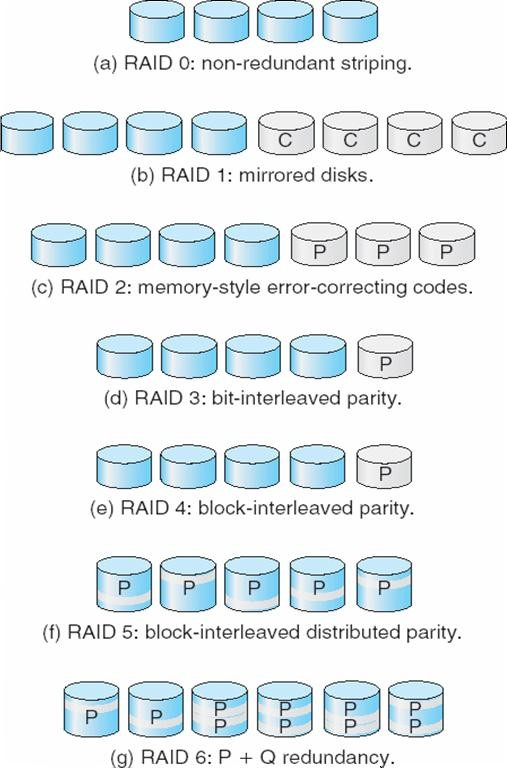 (a) RAID 0: non-redundant striping.
C C C C
(b) RAID 1: mirrored disks.
P P P
(c) RAID 2: memory-style error-correcting codes.
P
(d) RAID 3: bit-interleaved parity.
P
(e) RAID 4: block-interleaved parity.
P P P P P
(f) RAID 5: block-interleaved distributed parity.
P P P P P P
P P P P
(g) RAID 6: P + Q redundancy.